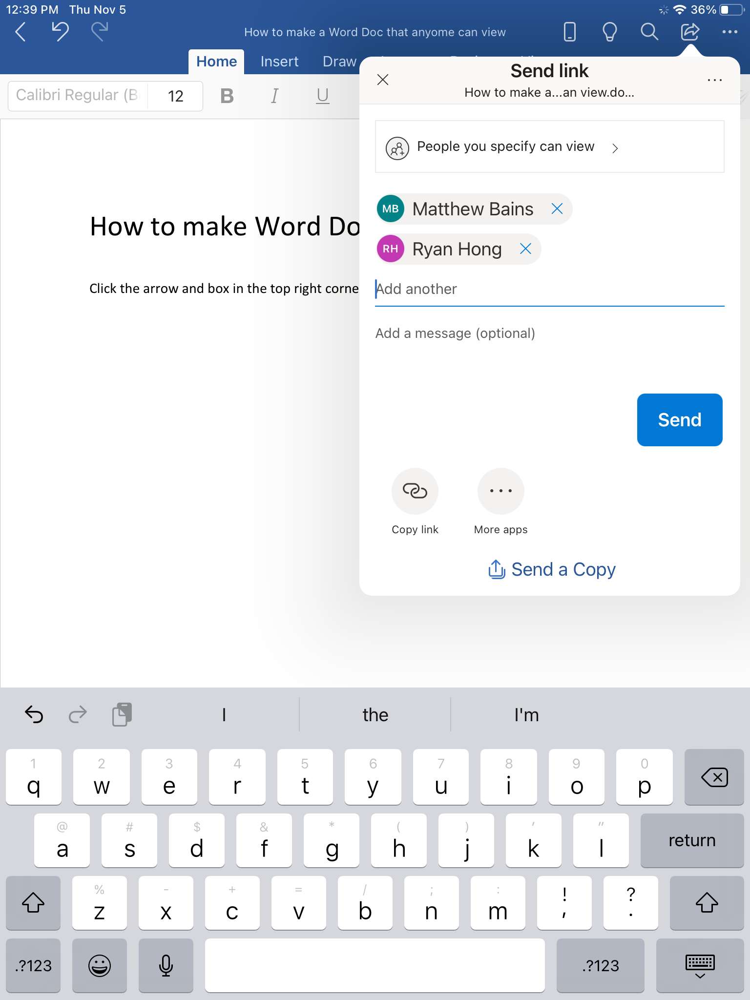 12:39 PM Thu Nov 5
36%
How to make a Word Doc that anyome can view
Home Insert Draw
Calibri Regular (B
12
B I U
Send link
How to make a...an view.do...
People you specify can view
MB Matthew Bains
RH Ryan Hong
Add another
Add a message (optional)
Send
Copy link More apps
Send a Copy
How to make Word Do
Click the arrow and box in the top right corne
I the I'm
1 2 3 4 5 6 7 8 9 0
q w e r t y u i o p
@ # $ & * ( ) ' "
a s d f g h j k l return
% - + = / ; : ! ?
z x c v b n m , .
.?123 .?123